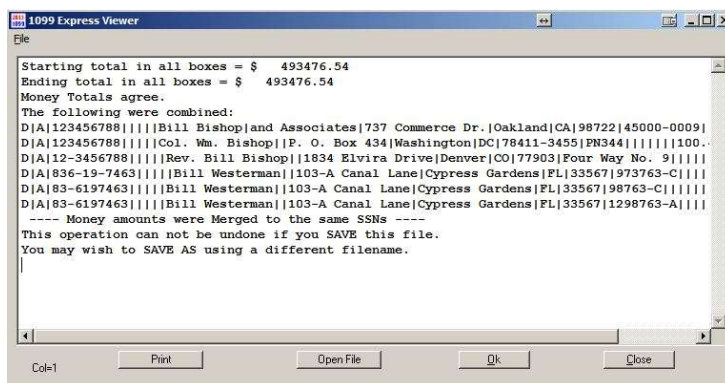 1099 Express Viewer
File
Starting total in all boxes = $ 493476.54
Ending total in all boxes = $ 493476.54
Money Totals agree.
The following were combined:
D|A|123456788|||||Bill Bishop|and Associates|737 Commerce Dr.|Oakland|CA|98722|45000-0009|
D|A|123456788|||||Col. Wm. Bishop||P. O. Box 434|Washington|DC|78411-3455|PN344|||||||100.
D|A|12-3456788|||||Rev. Bill Bishop||1834 Elvira Drive|Denver|CO|77903|Four Way No. 9|||||
D|A|836-19-7463|||||Bill Westerman||103-A Canal Lane|Cypress Gardens|FL|33567|973763-C|||||
D|A|83-6197463|||||Bill Westerman||103-A Canal Lane|Cypress Gardens|FL|33567|98763-C||||||
D|A|83-6197463|||||Bill Westerman||103-A Canal Lane|Cypress Gardens|FL|33567|1298763-A||||
---- Money amounts were Merged to the same SSNs ----
This operation can not be undone if you SAVE this file.
You may wish to SAVE AS using a different filename.
Col=1 Print Open File Ok Close